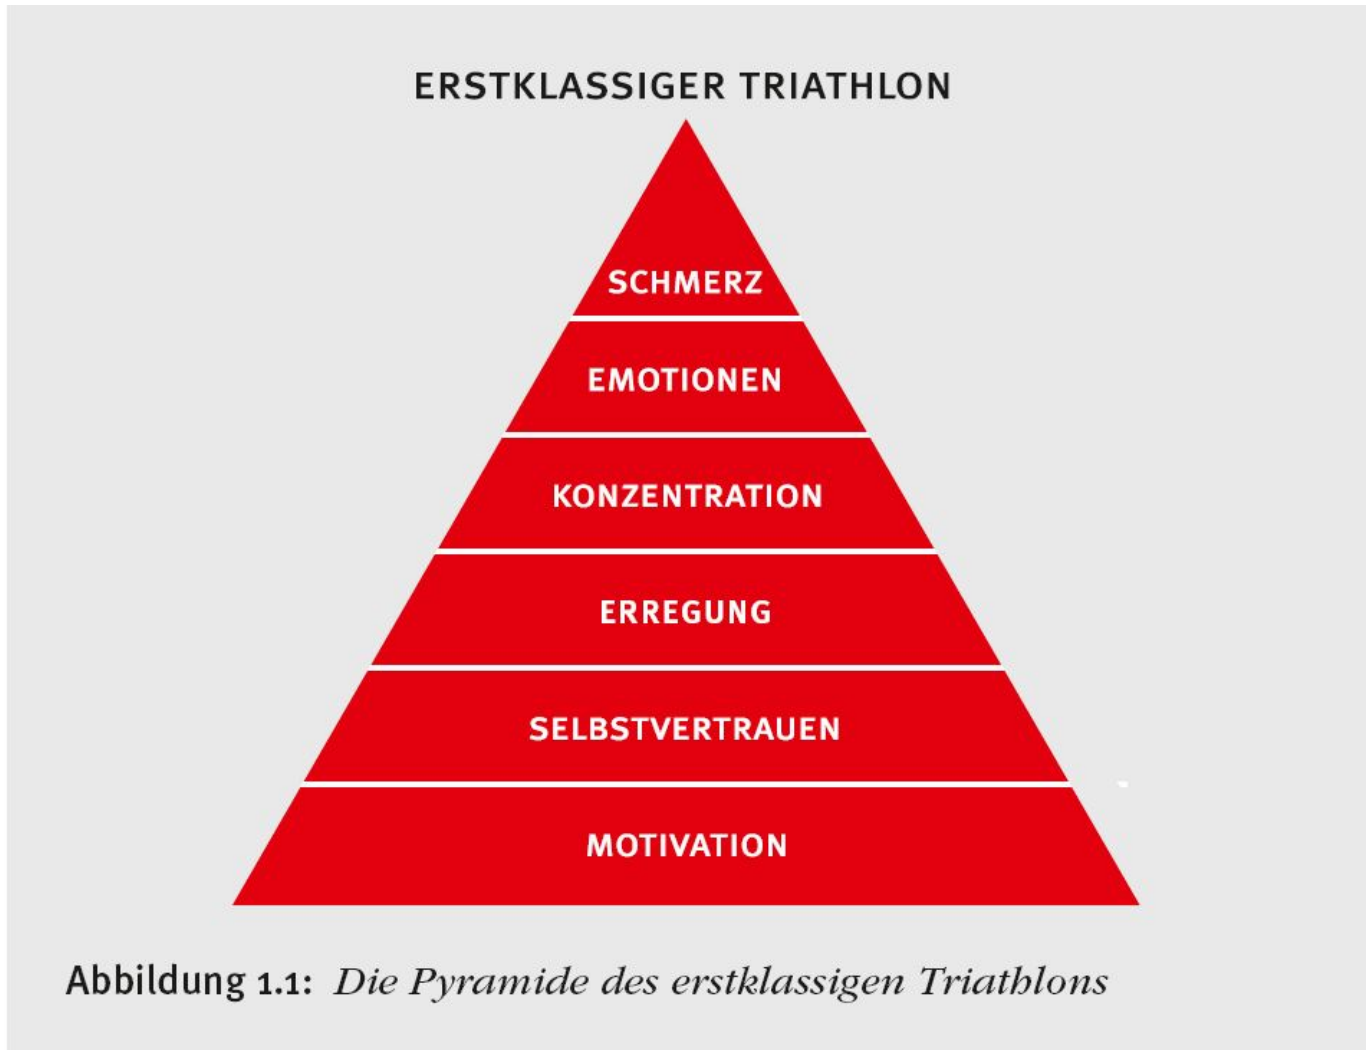 ERSTKLASSIGER TRIATHLON
SCHMERZ
EMOTIONEN
KONZENTRATION
ERREGUNG
SELBSTVERTRAUEN
MOTIVATION
Abbildung 1.1: Die Pyramide des erstklassigen Triathlons